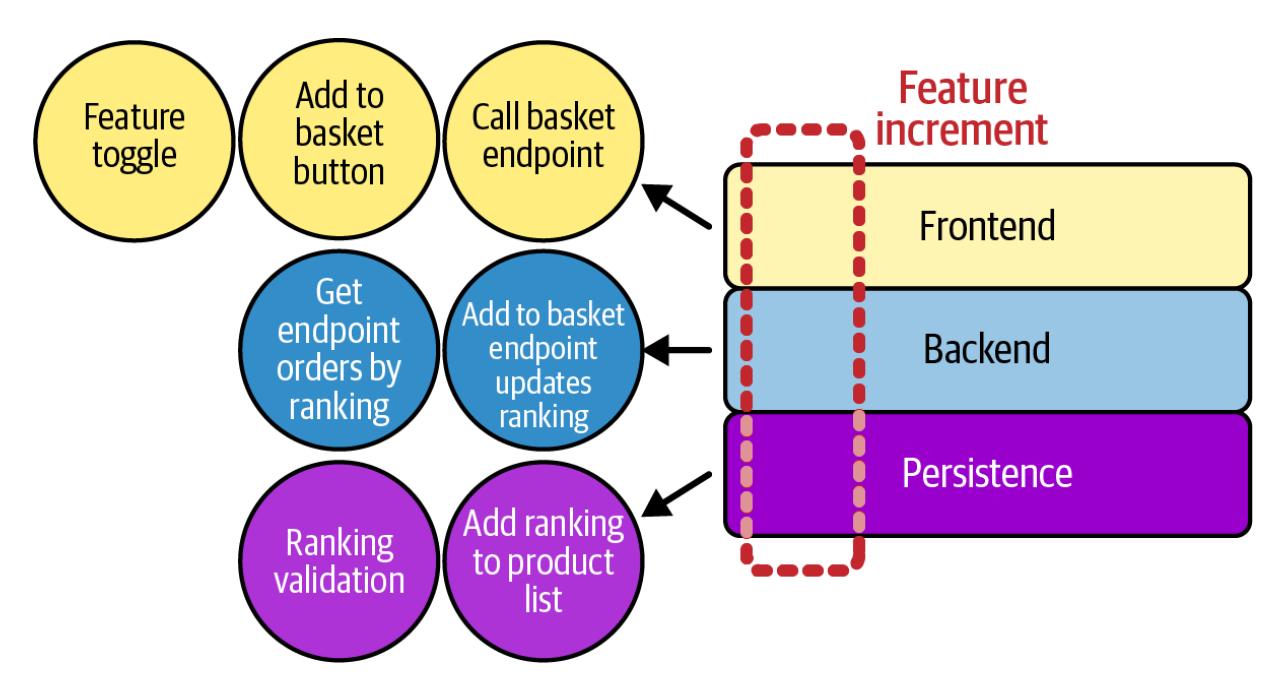 Feature
toggle
Add to
basket
button
Call basket
endpoint
Get
endpoint
orders by
ranking
Add to basket
endpoint
updates
ranking
Ranking
validation
Add ranking
to product
list
Feature
increment
Frontend
Backend
Persistence